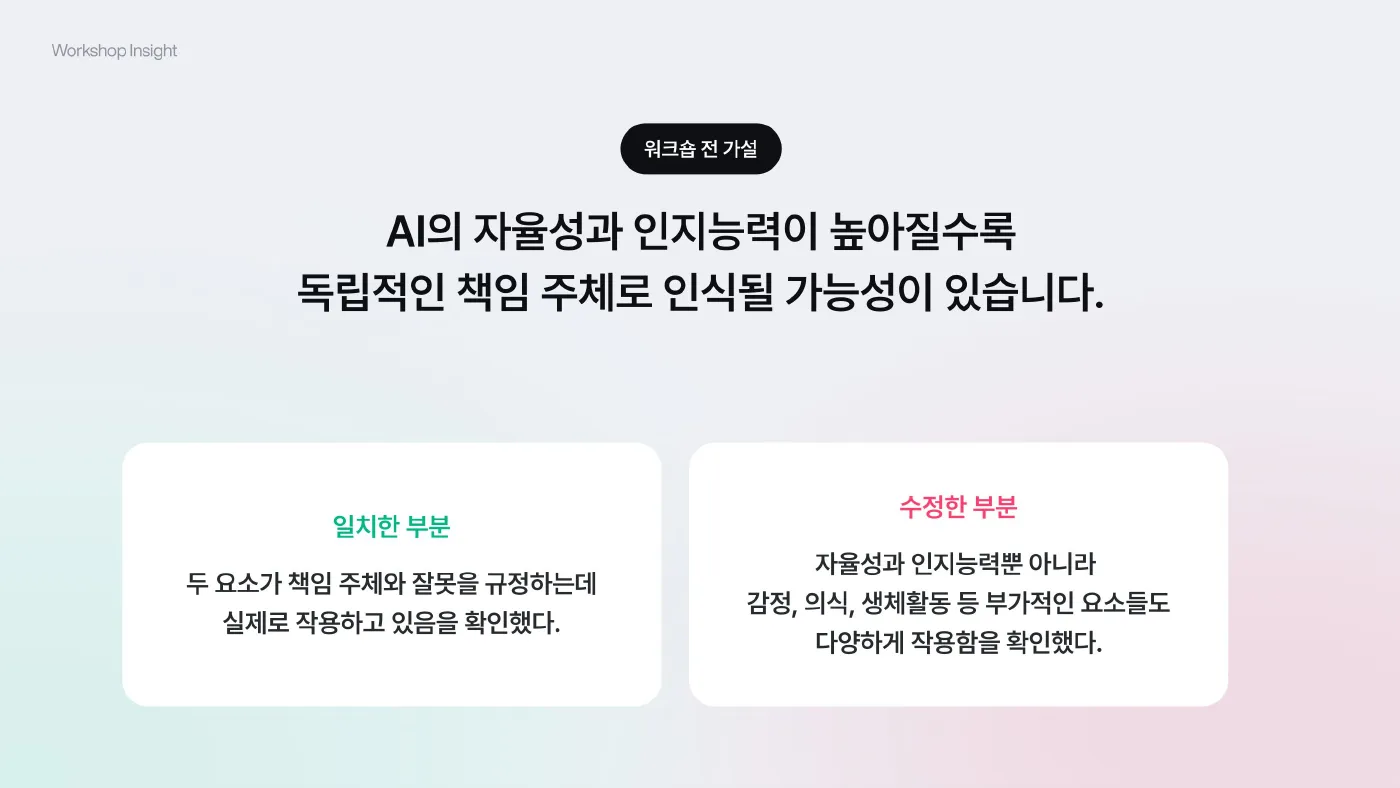 Workshop Insight
워크숍 전 가설
AI의 자율성과 인지능력이 높아질수록
독립적인 책임 주체로 인식될 가능성이 있습니다.
일치한 부분
두 요소가 책임 주체와 잘못을 규정하는데
실제로 작용하고 있음을 확인했다.
수정한 부분
자율성과 인지능력뿐 아니라
감정, 의식, 생체활동 등 부가적인 요소들도
다양하게 작용함을 확인했다.